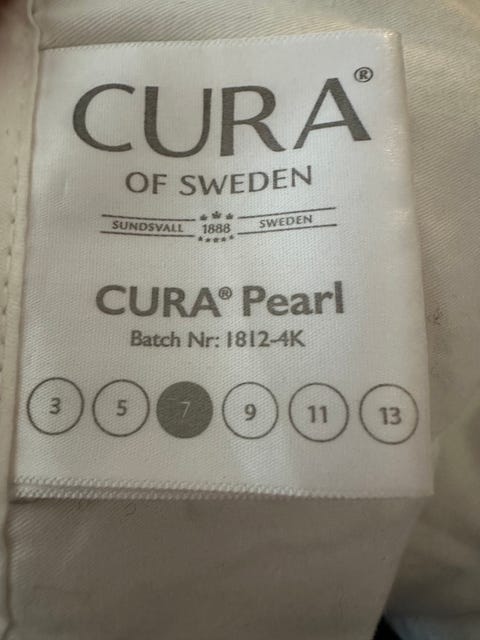 CURA®
OF SWEDEN
SUNDSVALL 1888 SWEDEN
CURA® Pearl
Batch Nr: 1812-4K
3 5 7 9 11 13